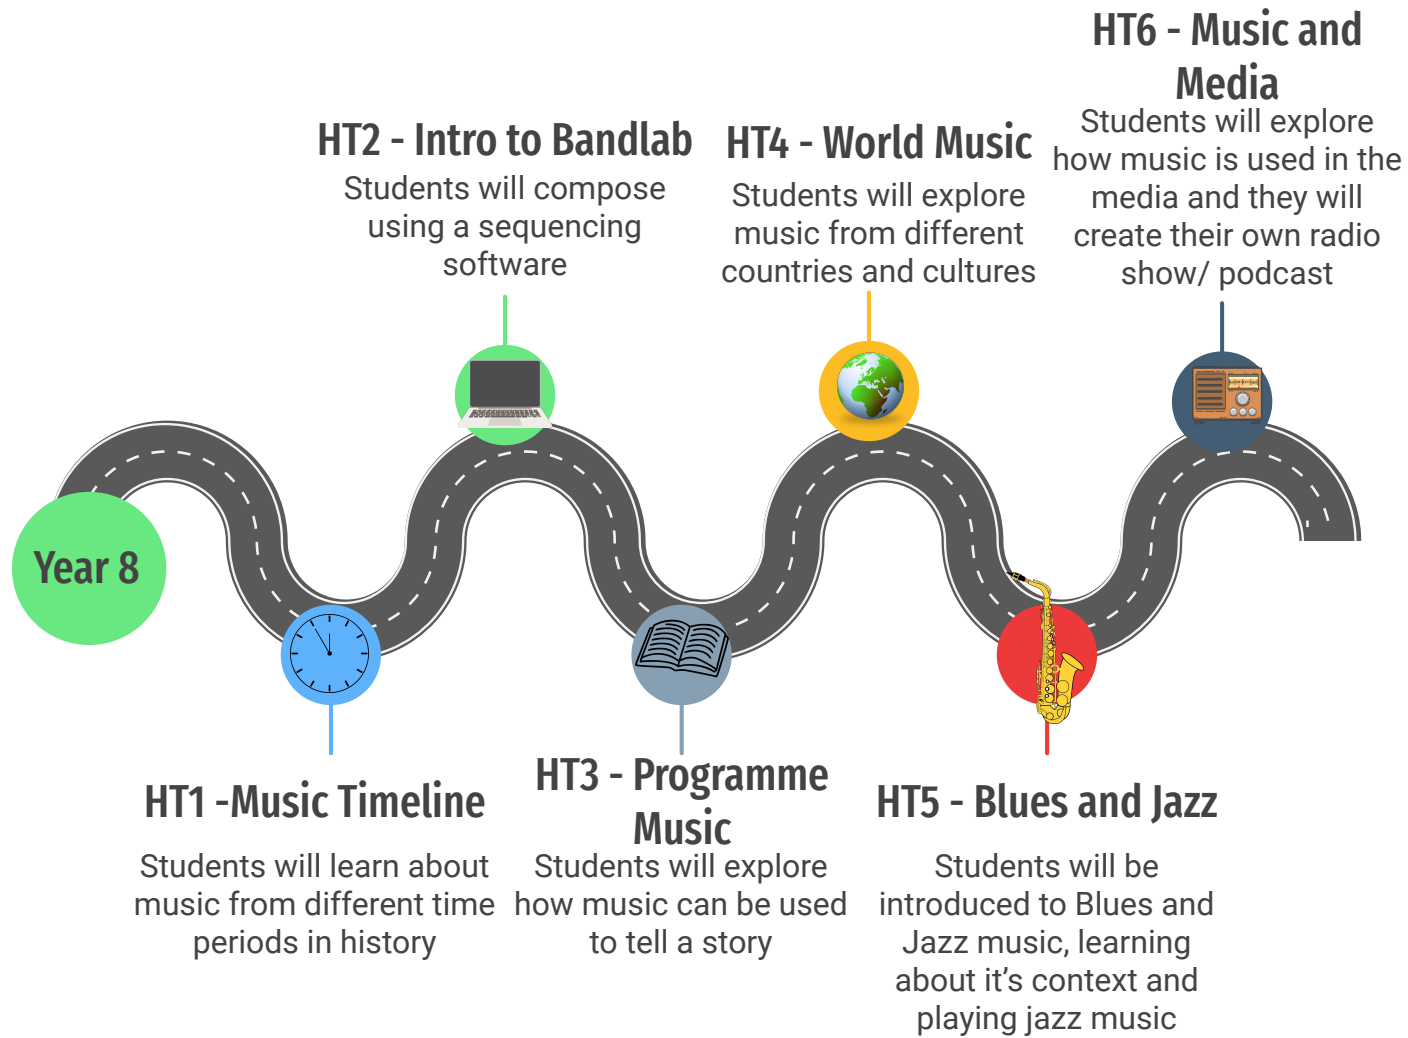 Year 8
HT1 -Music Timeline
Students will learn about
music from different time
periods in history
HT2 - Intro to Bandlab
Students will compose
using a sequencing
software
HT3 - Programme
Music
Students will explore
how music can be used
to tell a story
HT4 - World Music
Students will explore
music from different
countries and cultures
HT5 - Blues and Jazz
Students will be
introduced to Blues and
Jazz music, learning
about it's context and
playing jazz music
HT6 - Music and
Media
Students will explore
how music is used in the
media and they will
create their own radio
show/ podcast